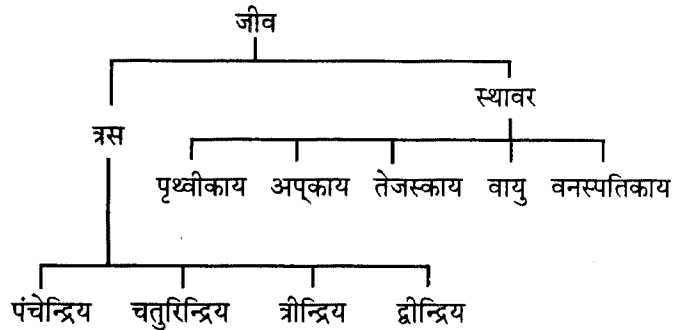 जीव
स्थावर
त्रस
पृथ्वीकाय अप्काय तेजस्काय वायु वनस्पतिकाय
पंचेन्द्रिय चतुरिन्द्रिय त्रीन्द्रिय द्वीन्द्रिय